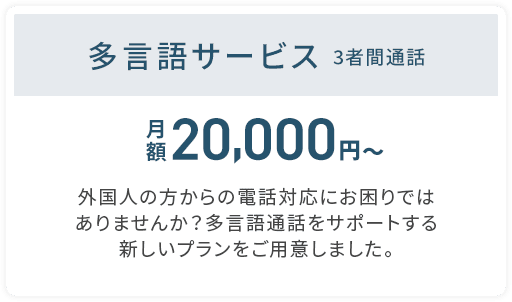 多言語サービス 3者間通話
月額20,000円〜
外国人の方からの電話対応にお困りでは
ありませんか？多言語通話をサポートする
新しいプランをご用意しました。